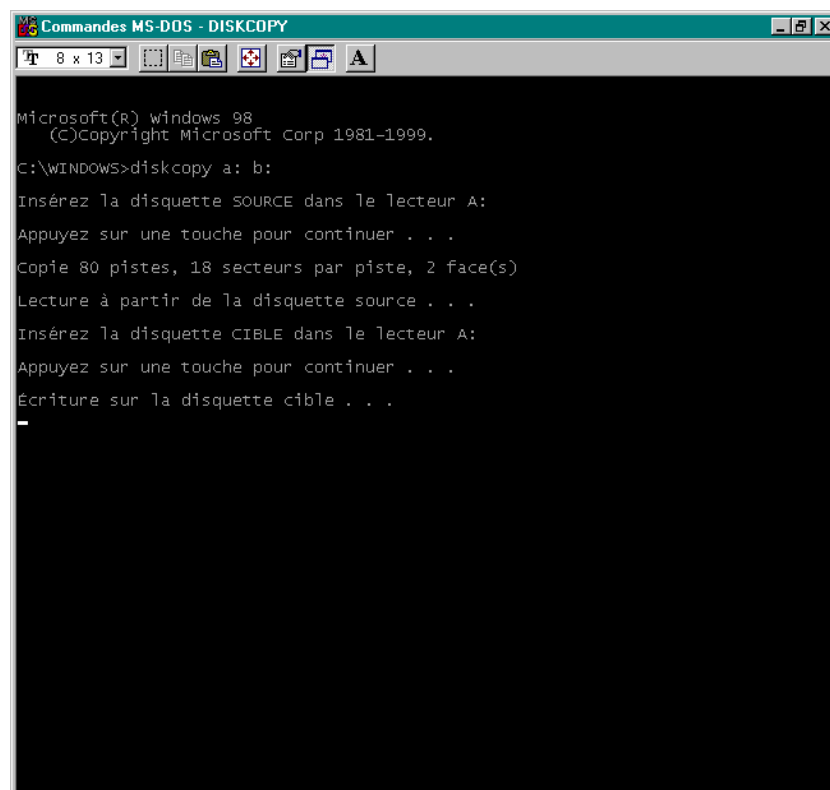 Commandes MS-DOS - DISKCOPY
8 x 13
A
Microsoft(R) Windows 98
(C)Copyright Microsoft Corp 1981-1999.
C:\WINDOWS>diskcopy a: b:
Insérez la disquette SOURCE dans le lecteur A:
Appuyez sur une touche pour continuer . . .
Copie 80 pistes, 18 secteurs par piste, 2 face(s)
Lecture à partir de la disquette source . . .
Insérez la disquette CIBLE dans le lecteur A:
Appuyez sur une touche pour continuer . . .
Écriture sur la disquette cible . . .